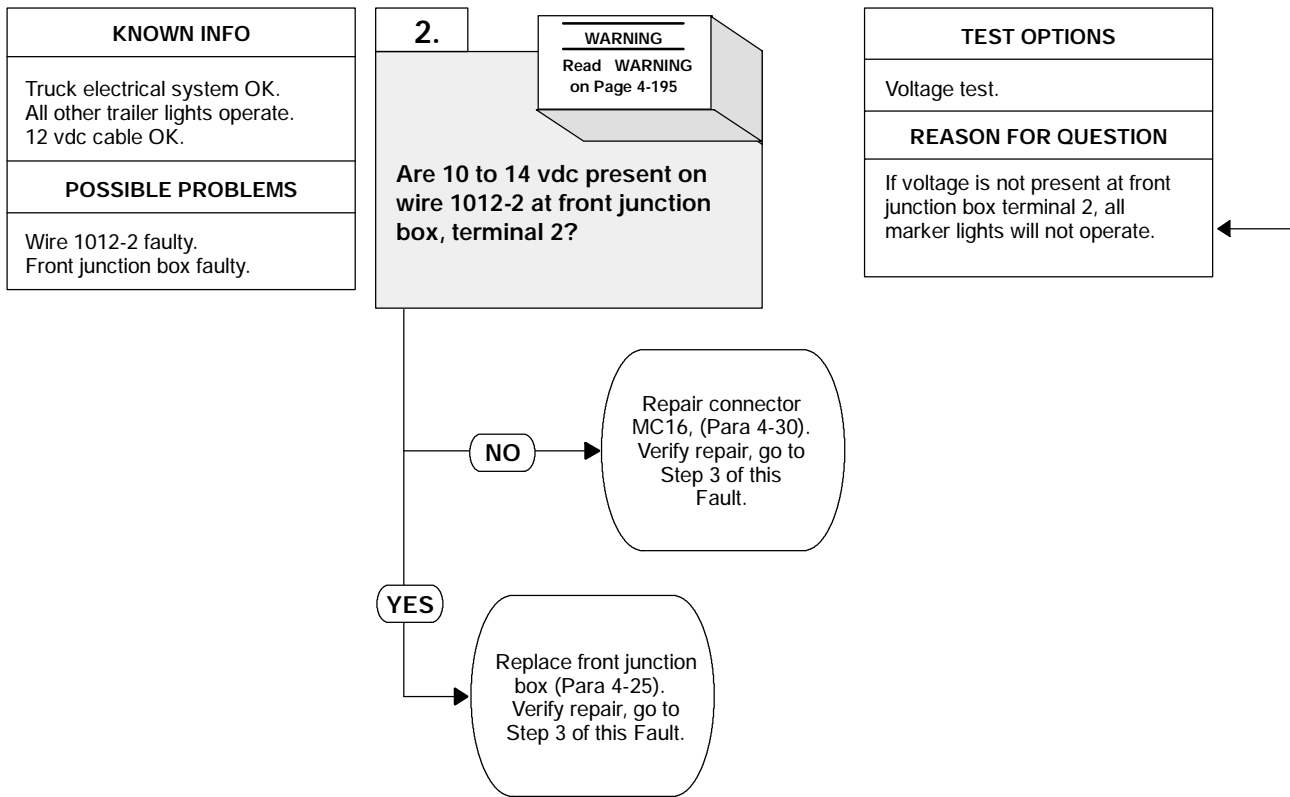 KNOWN INFO
Truck electrical system OK.
All other trailer lights operate.
12 vdc cable OK.
POSSIBLE PROBLEMS
Wire 1012-2 faulty.
Front junction box faulty.
2.
WARNING
Read WARNING
on Page 4-195
Are 10 to 14 vdc present on
wire 1012-2 at front junction
box, terminal 2?
TEST OPTIONS
Voltage test.
REASON FOR QUESTION
If voltage is not present at front
junction box terminal 2, all
marker lights will not operate.
NO
Repair connector
MC16, (Para 4-30).
Verify repair, go to
Step 3 of this
Fault.
YES
Replace front junction
box (Para 4-25).
Verify repair, go to
Step 3 of this Fault.